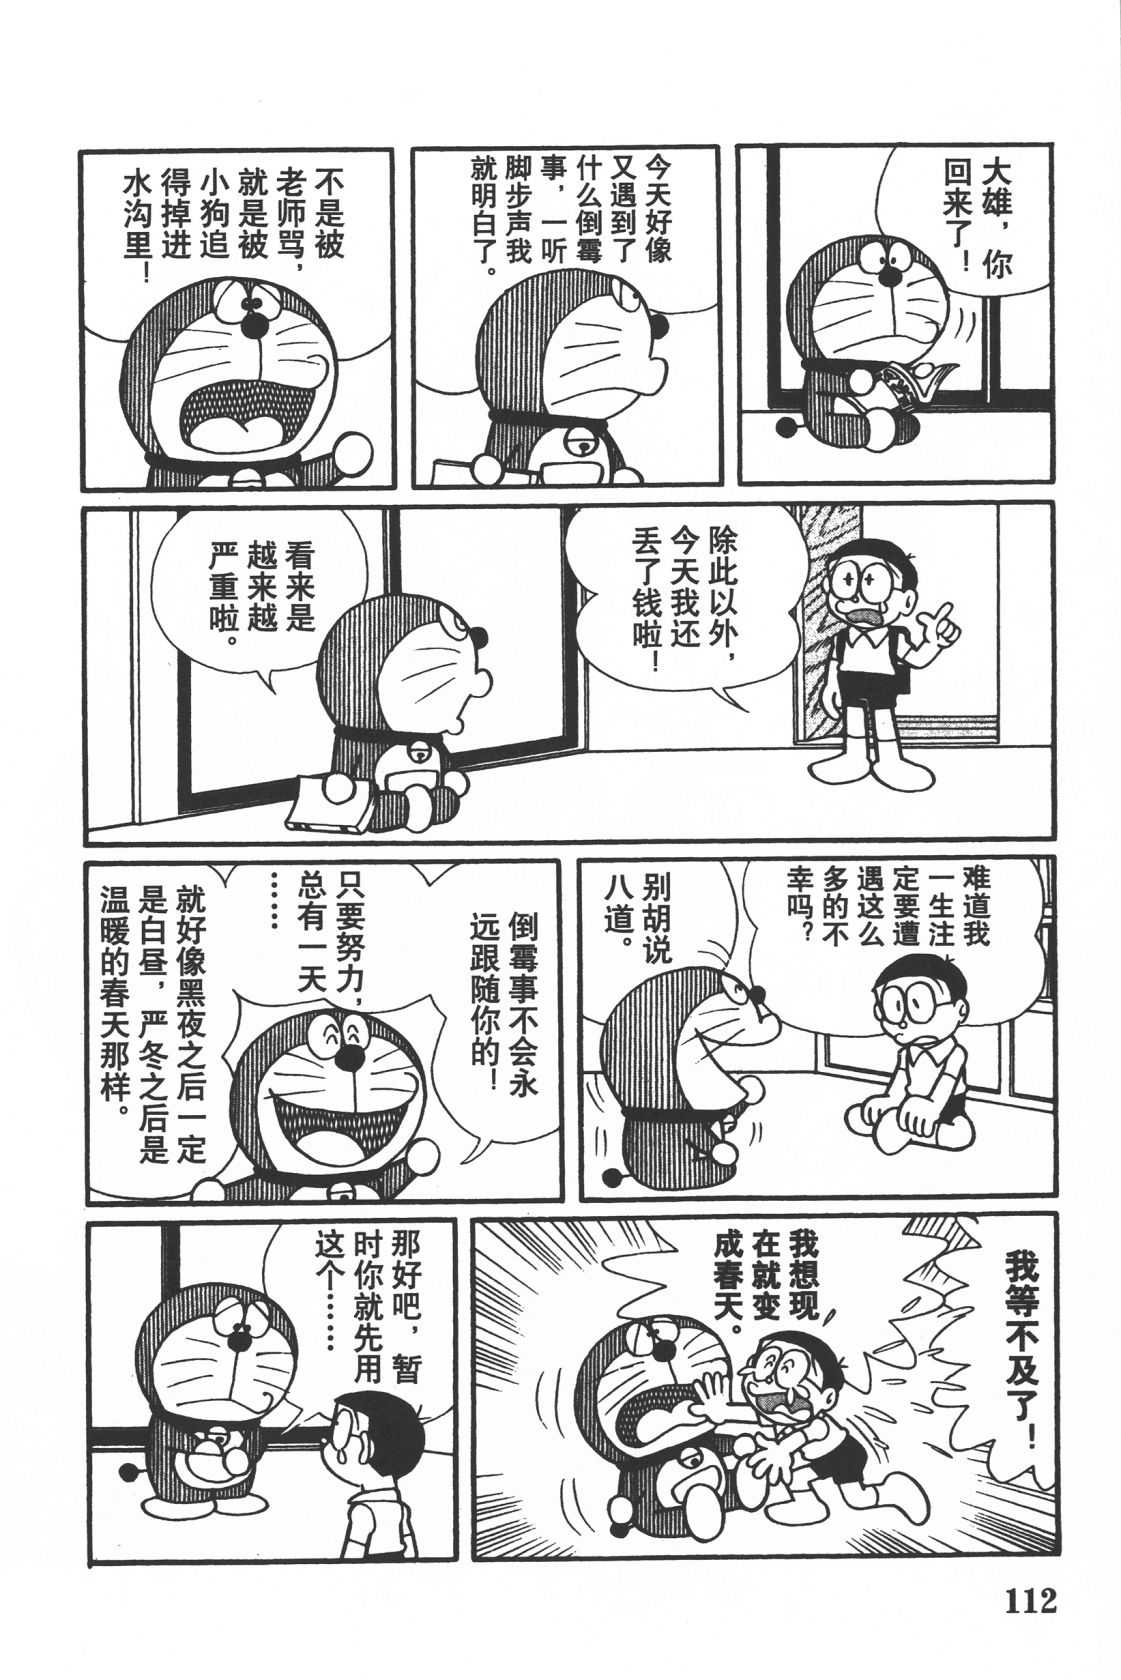 大雄，你
回来了！
今天好像
又遇到了
什么倒霉
事，一听
脚步声我
就明白了。
不是被
老师骂，
就是被
小狗追
得掉进
水沟里！
除此以外，
今天我还
丢了钱啦！
看来是
越来越
严重啦。
难道我
一生注
定要遭
遇这么
多的不
幸吗？
别胡说
八道。
倒霉事不会永
远跟随你的！
只要努力，
总有一天
……
就好像黑夜之后一定
是白昼，严冬之后是
温暖的春天那样。
我等不及了！
我想现
在就变
成春天。
那好吧，暂
时你就先用
这个……
112